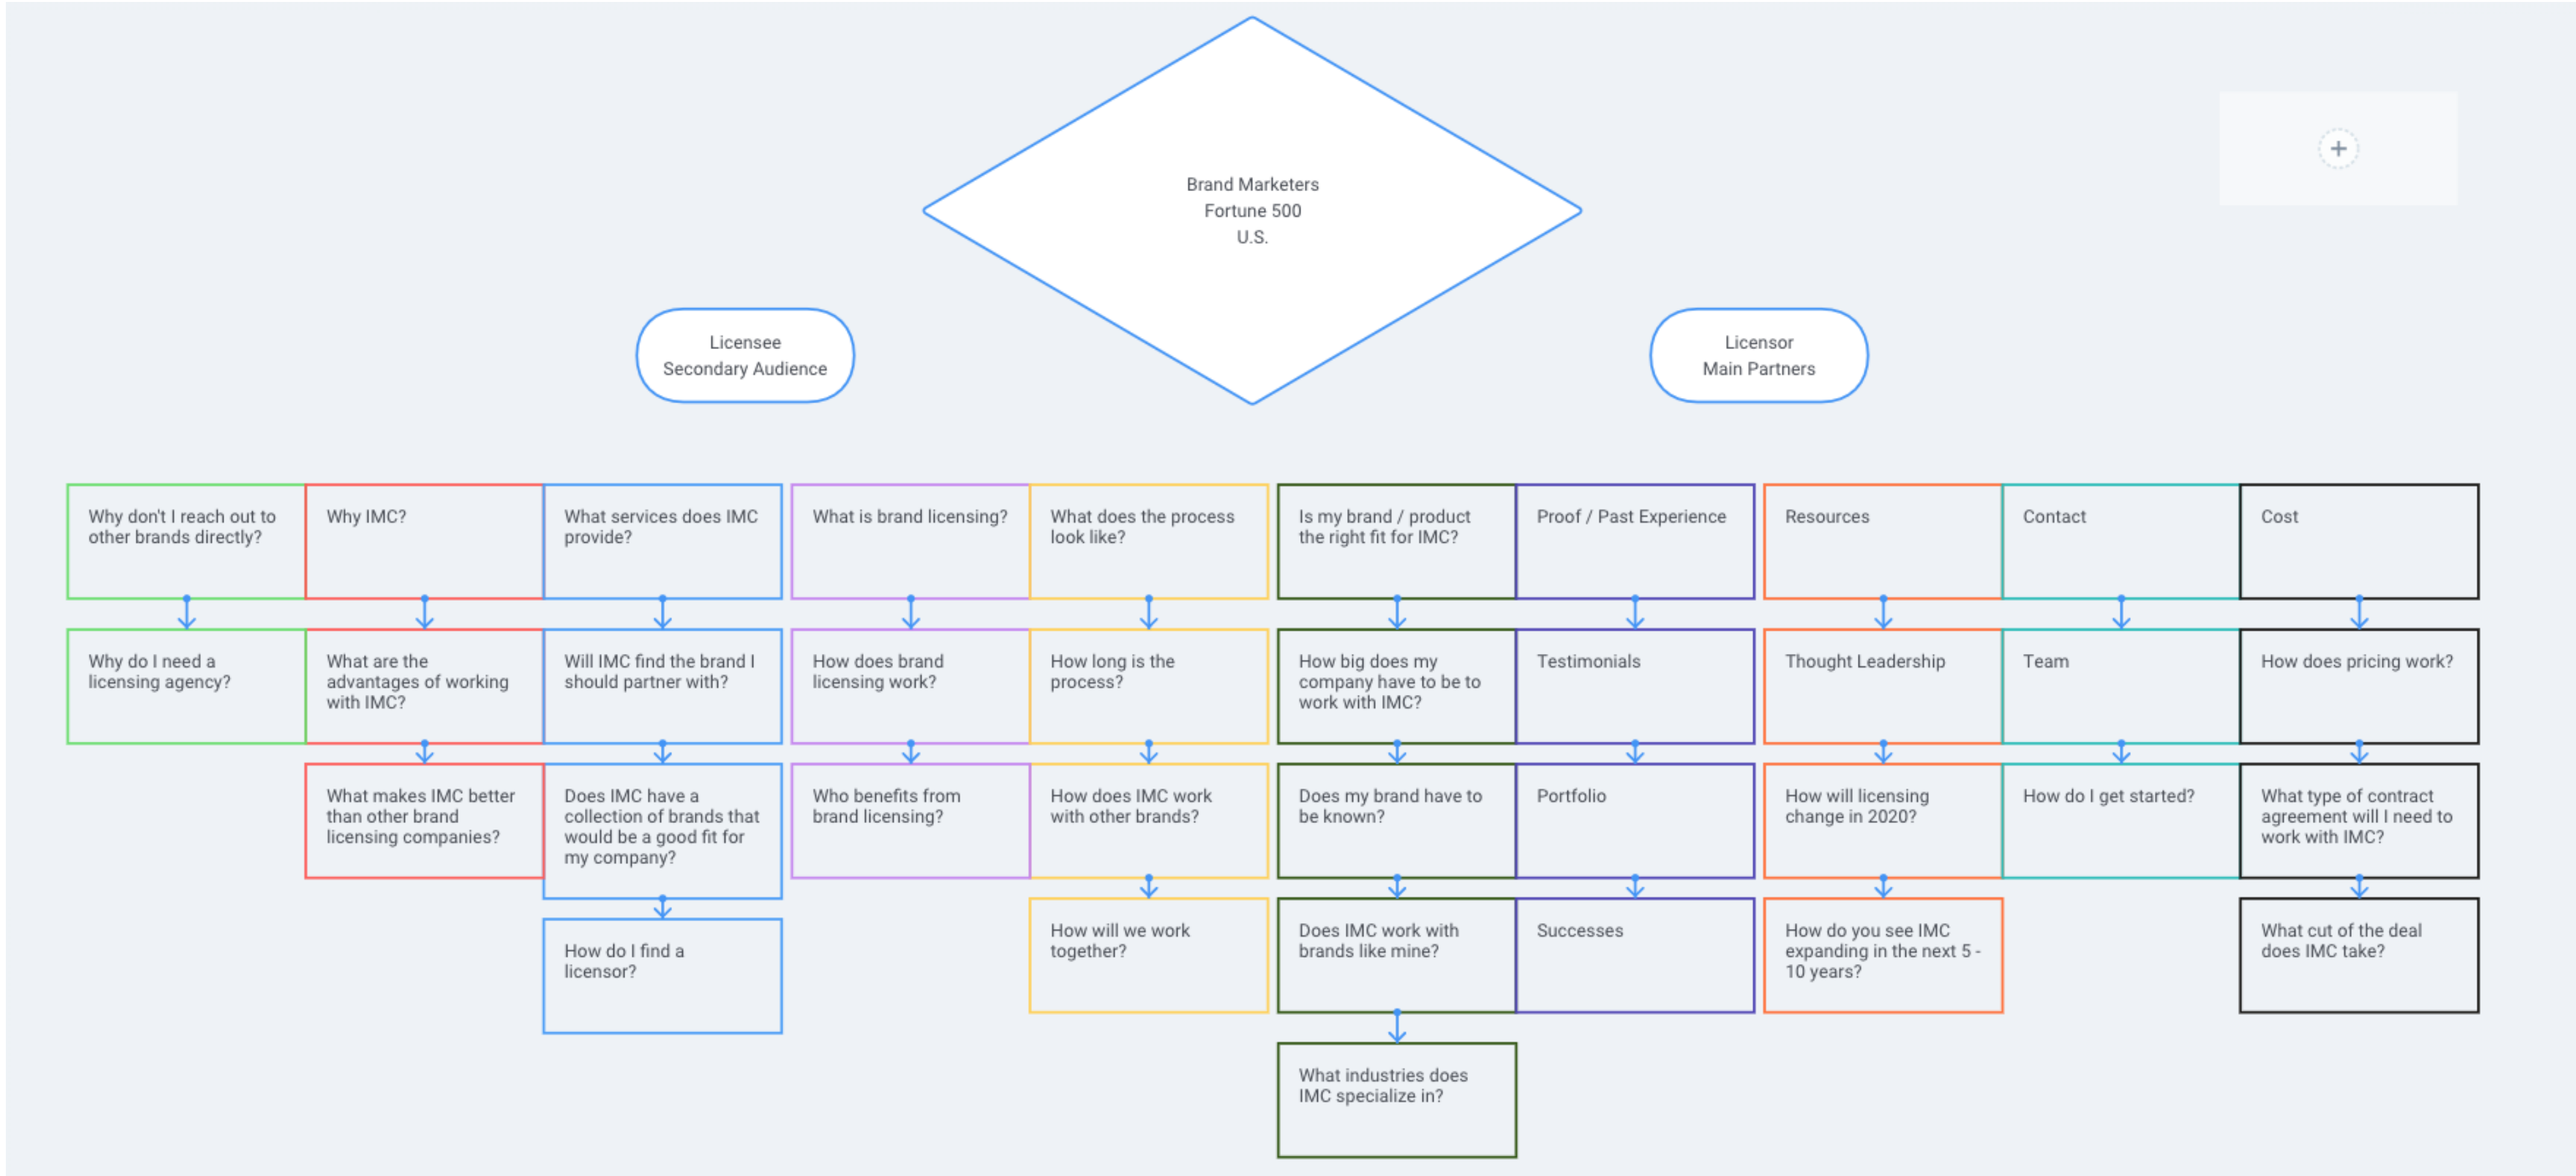 Brand Marketers
Fortune 500
U.S.
Licensee
Secondary Audience
Licensor
Main Partners
Why don't I reach out to
other brands directly?
Why do I need a
licensing agency?
Why IMC?
What are the
advantages of working
with IMC?
What makes IMC better
than other brand
licensing companies?
What services does IMC
provide?
Will IMC find the brand I
should partner with?
Does IMC have a
collection of brands that
would be a good fit for
my company?
How do I find a
licensor?
What is brand licensing?
How does brand
licensing work?
Who benefits from
brand licensing?
What does the process
look like?
How long is the
process?
How does IMC work
with other brands?
How will we work
together?
Is my brand / product
the right fit for IMC?
How big does my
company have to be to
work with IMC?
Does my brand have to
be known?
Does IMC work with
brands like mine?
What industries does
IMC specialize in?
Proof / Past Experience
Testimonials
Portfolio
Successes
Resources
Thought Leadership
How will licensing
change in 2020?
How do you see IMC
expanding in the next 5 -
10 years?
Contact
Team
How do I get started?
Cost
How does pricing work?
What type of contract
agreement will I need to
work with IMC?
What cut of the deal
does IMC take?